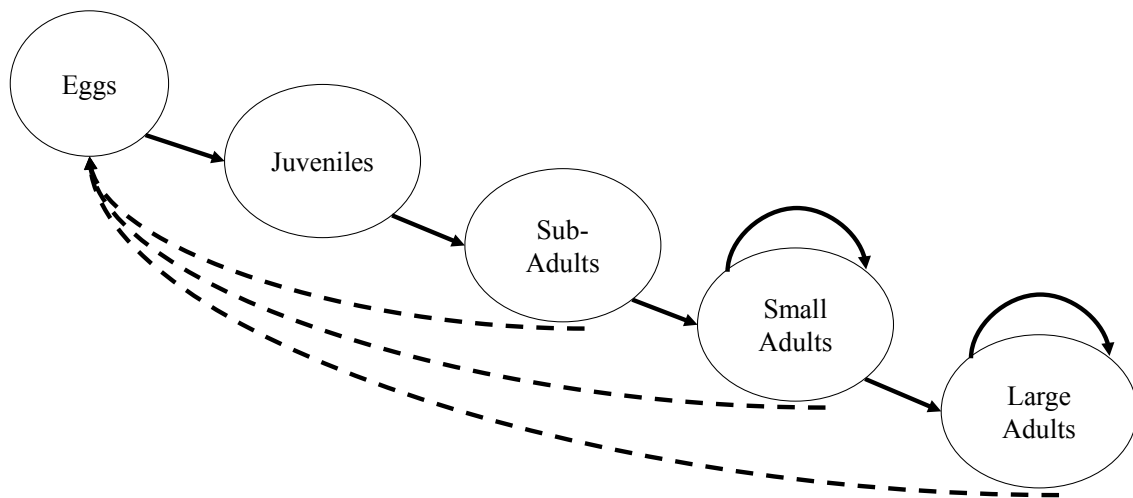 Eggs
Juveniles
Sub-
Adults
Small
Adults
Large
Adults